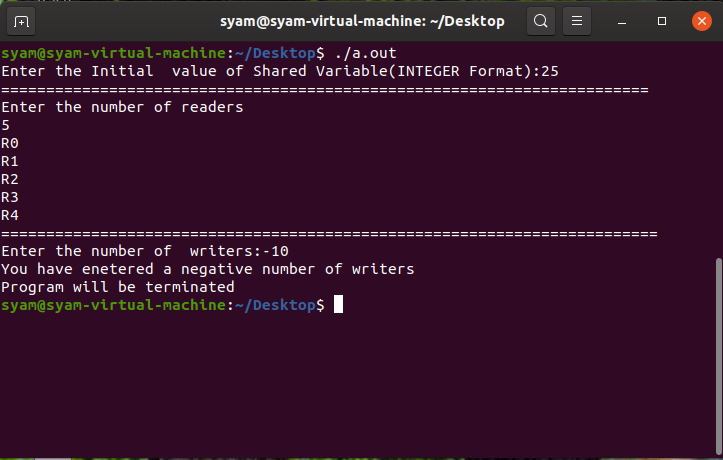 syam@syam-virtual-machine: ~/Desktop
syam@syam-virtual-machine:~/Desktop$ ./a.out
Enter the Initial  value of Shared Variable(INTEGER Format):25
========================================================================
Enter the number of readers
5
R0
R1
R2
R3
R4
=========================================================================
Enter the number of  writers:-10
You have enetered a negative number of writers
Program will be terminated
syam@syam-virtual-machine:~/Desktop$